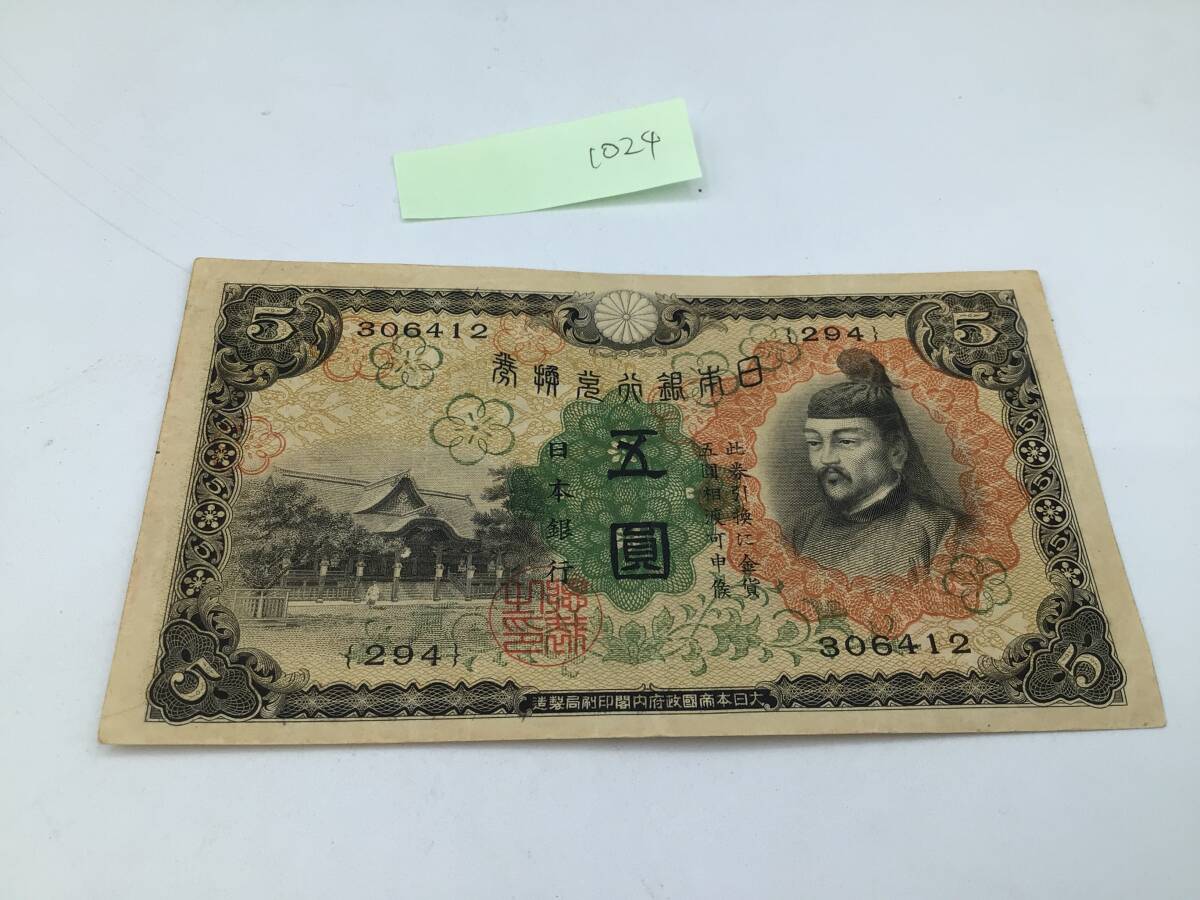 1024
5
306412
{294}
5
日本銀行兌換券
五圓
日本銀行
此券引換に金貨
五圓相渡可申候
{294}
306412
5
5
大日本帝國政府内閣印刷局製造